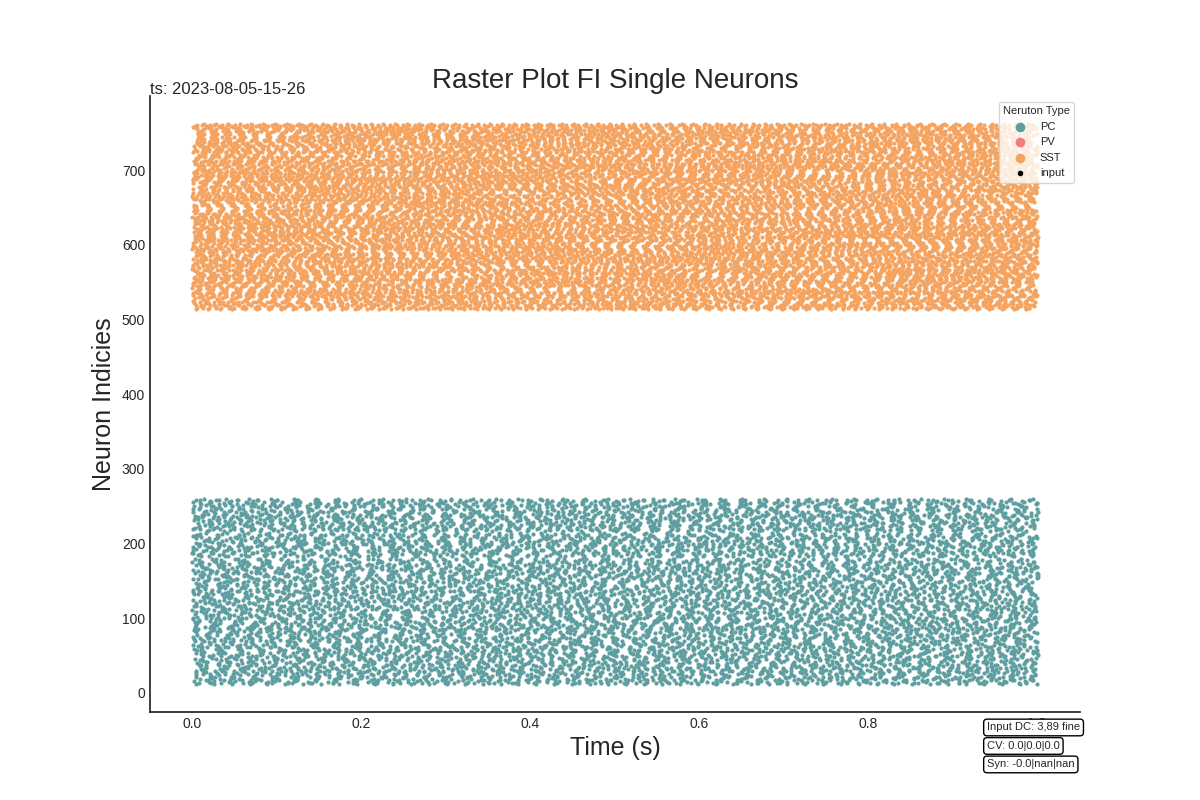 Raster Plot FI Single Neurons
ts: 2023-08-05-15-26
Neruton Type
PC
PV
SST
input
Neuron Indicies
700
600
500
400
300
200
100
0
0.0 0.2 0.4 0.6 0.8
Time (s)
Input DC: 3,89 fine
CV: 0.0|0.0|0.0
Syn: -0.0|nan|nan